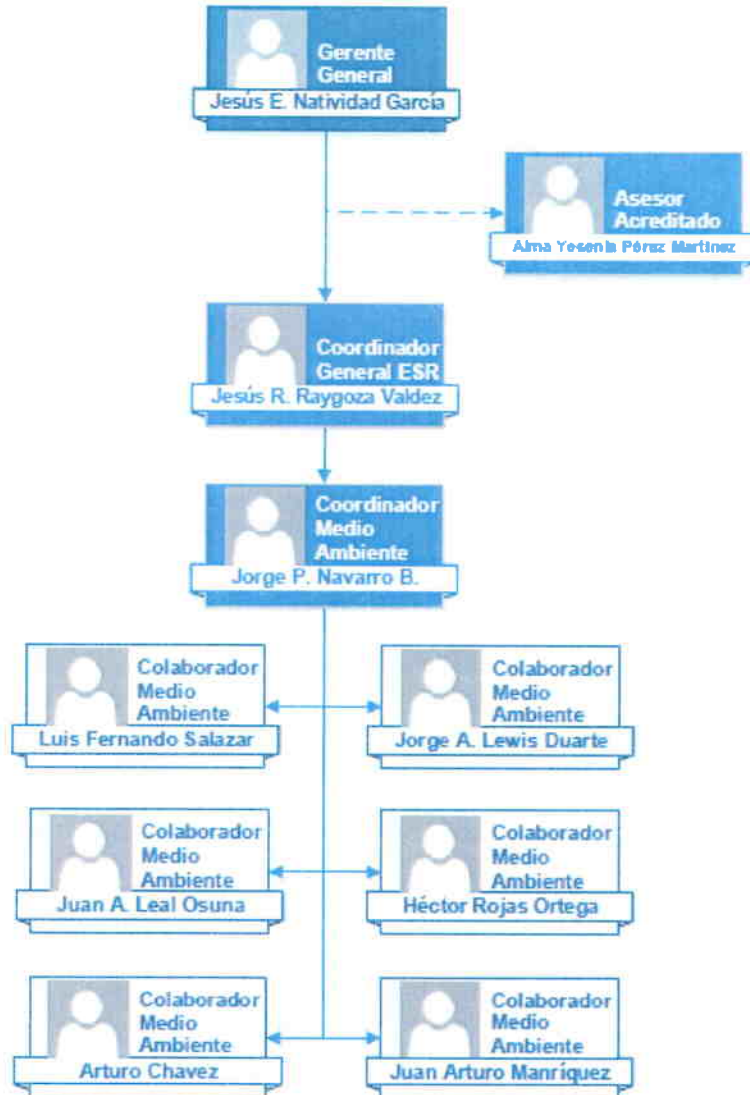 Gerente
General
Jesús E. Natividad García
Asesor
Acreditado
Alma Yesenia Pérez Martínez
Coordinador
General ESR
Jesús R. Raygoza Valdez
Coordinador
Medio
Ambiente
Jorge P. Navarro B.
Colaborador
Medio
Ambiente
Luis Fernando Salazar
Colaborador
Medio
Ambiente
Jorge A. Lewis Duarte
Colaborador
Medio
Ambiente
Juan A. Leal Osuna
Colaborador
Medio
Ambiente
Héctor Rojas Ortega
Colaborador
Medio
Ambiente
Arturo Chavez
Colaborador
Medio
Ambiente
Juan Arturo Manríquez